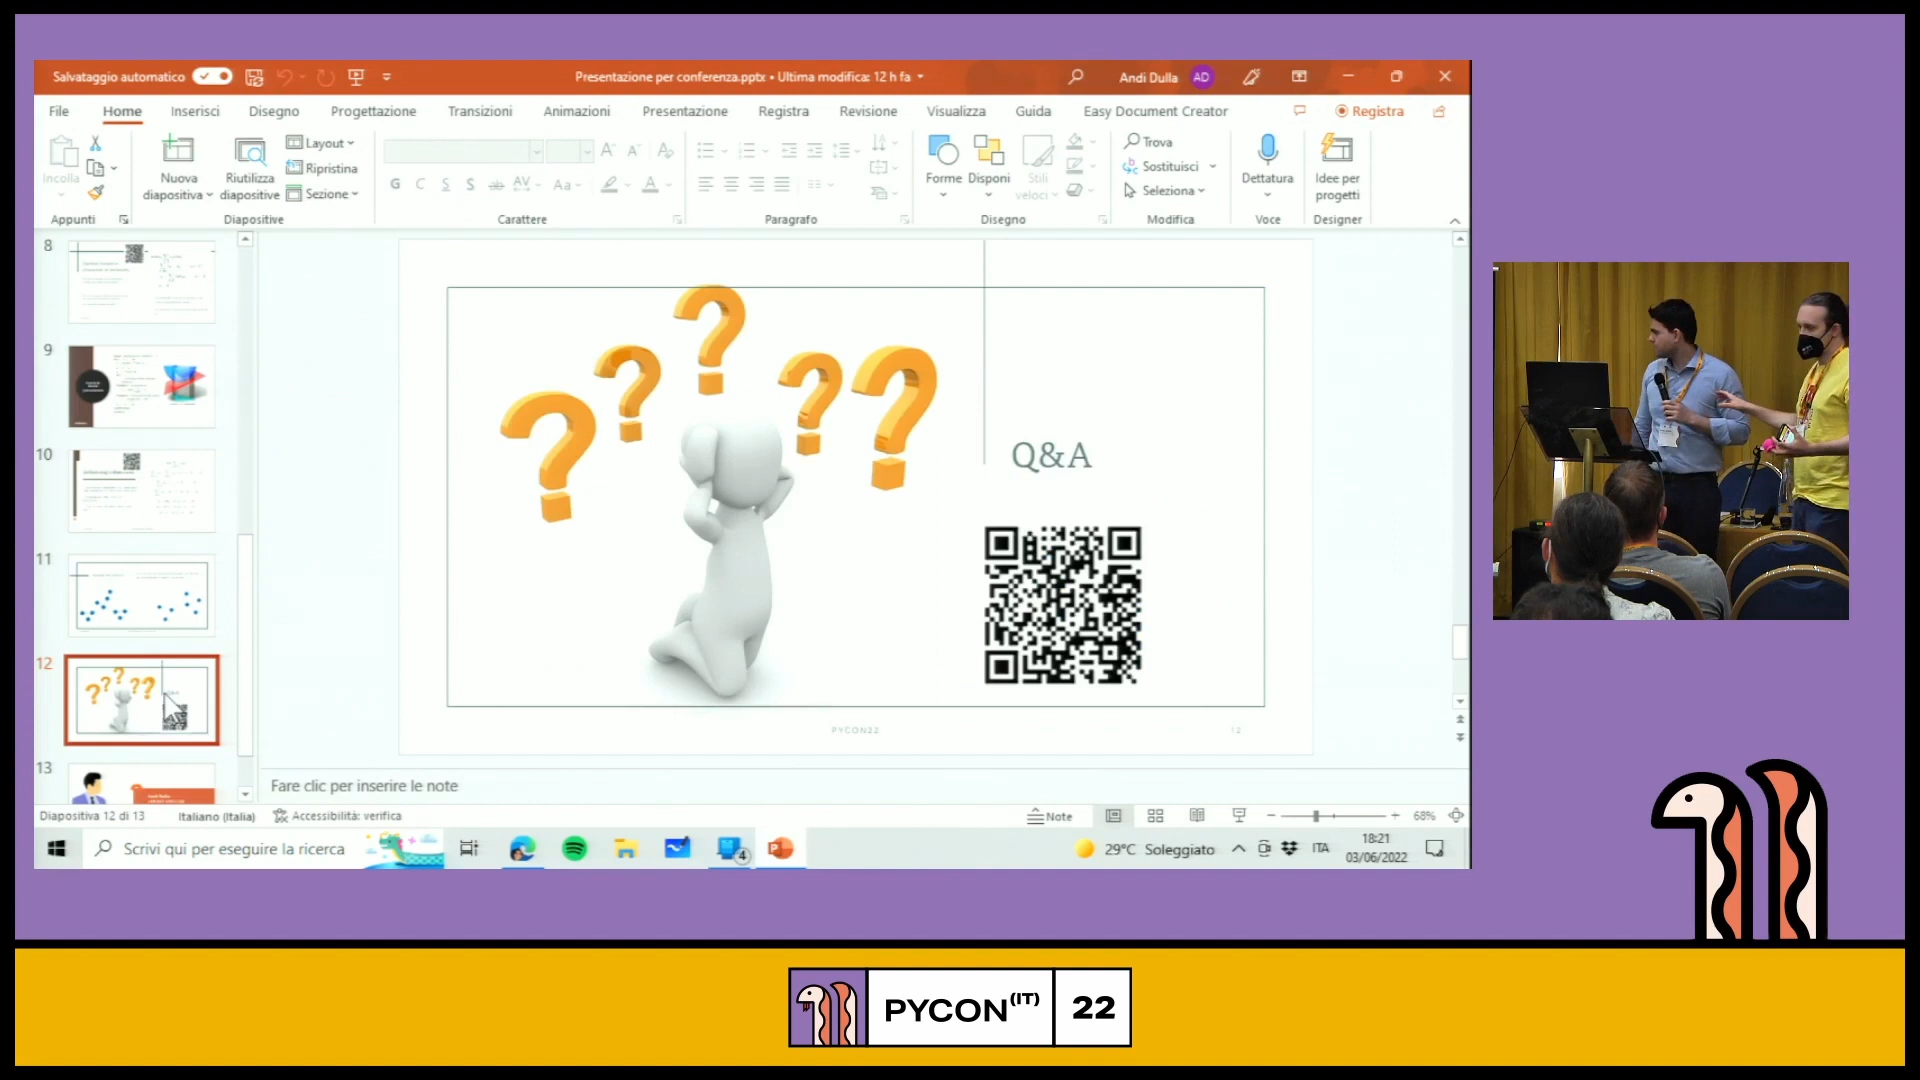 Salvataggio automatico
Presentazione per conferenza.pptx • Ultima modifica: 12 h fa
Andi Dulla AD
File Home Inserisci Disegno Progettazione Transizioni Animazioni Presentazione Registra Revisione Visualizza Guida Easy Document Creator Registra
Incolla
Appunti
Nuova diapositiva
Riutilizza diapositive
Layout
Ripristina
Sezione
Diapositive
G C S S ab AV Aa A
Carattere
Paragrafo
Forme
Disponi
Stili veloci
Disegno
Trova
Sostituisci
Seleziona
Modifica
Dettatura
Voce
Idee per progetti
Designer
8
9
10
11
12
13
Q&A
PYCON22
12
Fare clic per inserire le note
Diapositiva 12 di 13 Italiano (Italia) Accessibilità: verifica Note 68%
Scrivi qui per eseguire la ricerca
4
29°C Soleggiato
ITA
18:21
03/06/2022
PYCON(IT) 22